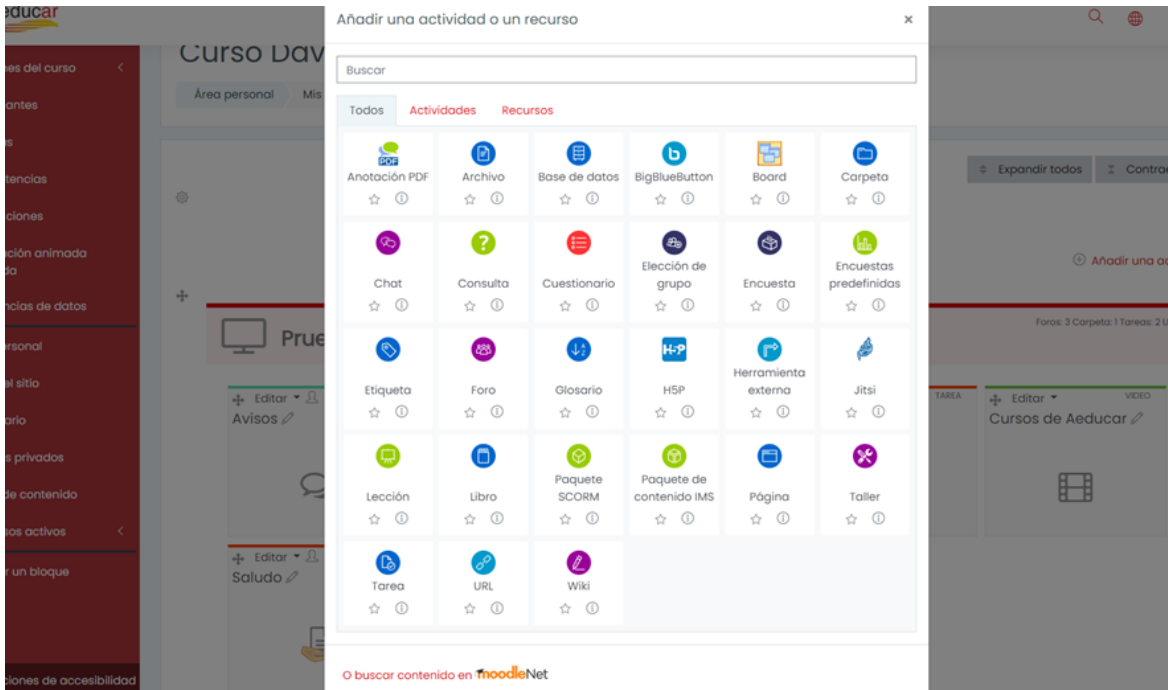 educar
Añadir una actividad o un recurso
×
Curso Dav
Área personal
Mis
Buscar
Todos
Actividades
Recursos
PDF
Anotación PDF
Archivo
Base de datos
BigBlueButton
Board
Carpeta
Chat
Consulta
Cuestionario
Elección de
grupo
Encuesta
Encuestas
predefinidas
Etiqueta
Foro
Glosario
H5P
Herramienta
externa
Jitsi
Lección
Libro
Paquete
SCORM
Paquete de
contenido IMS
Página
Taller
Tarea
URL
Wiki
O buscar contenido en moodleNet
es del curso
antes
s
tencias
ciones
ción animada
da
ncias de datos
rsonal
el sitio
ario
s privados
de contenido
sos activos
r un bloque
ciones de accesibilidad
Expandir todos
Contra
Añadir una ac
Prue
Foros: 3 Carpeta: 1 Tareas: 2 U
Editar
Avisos
TAREA
Editar
VIDEO
Cursos de Aeducar
Editar
Saludo